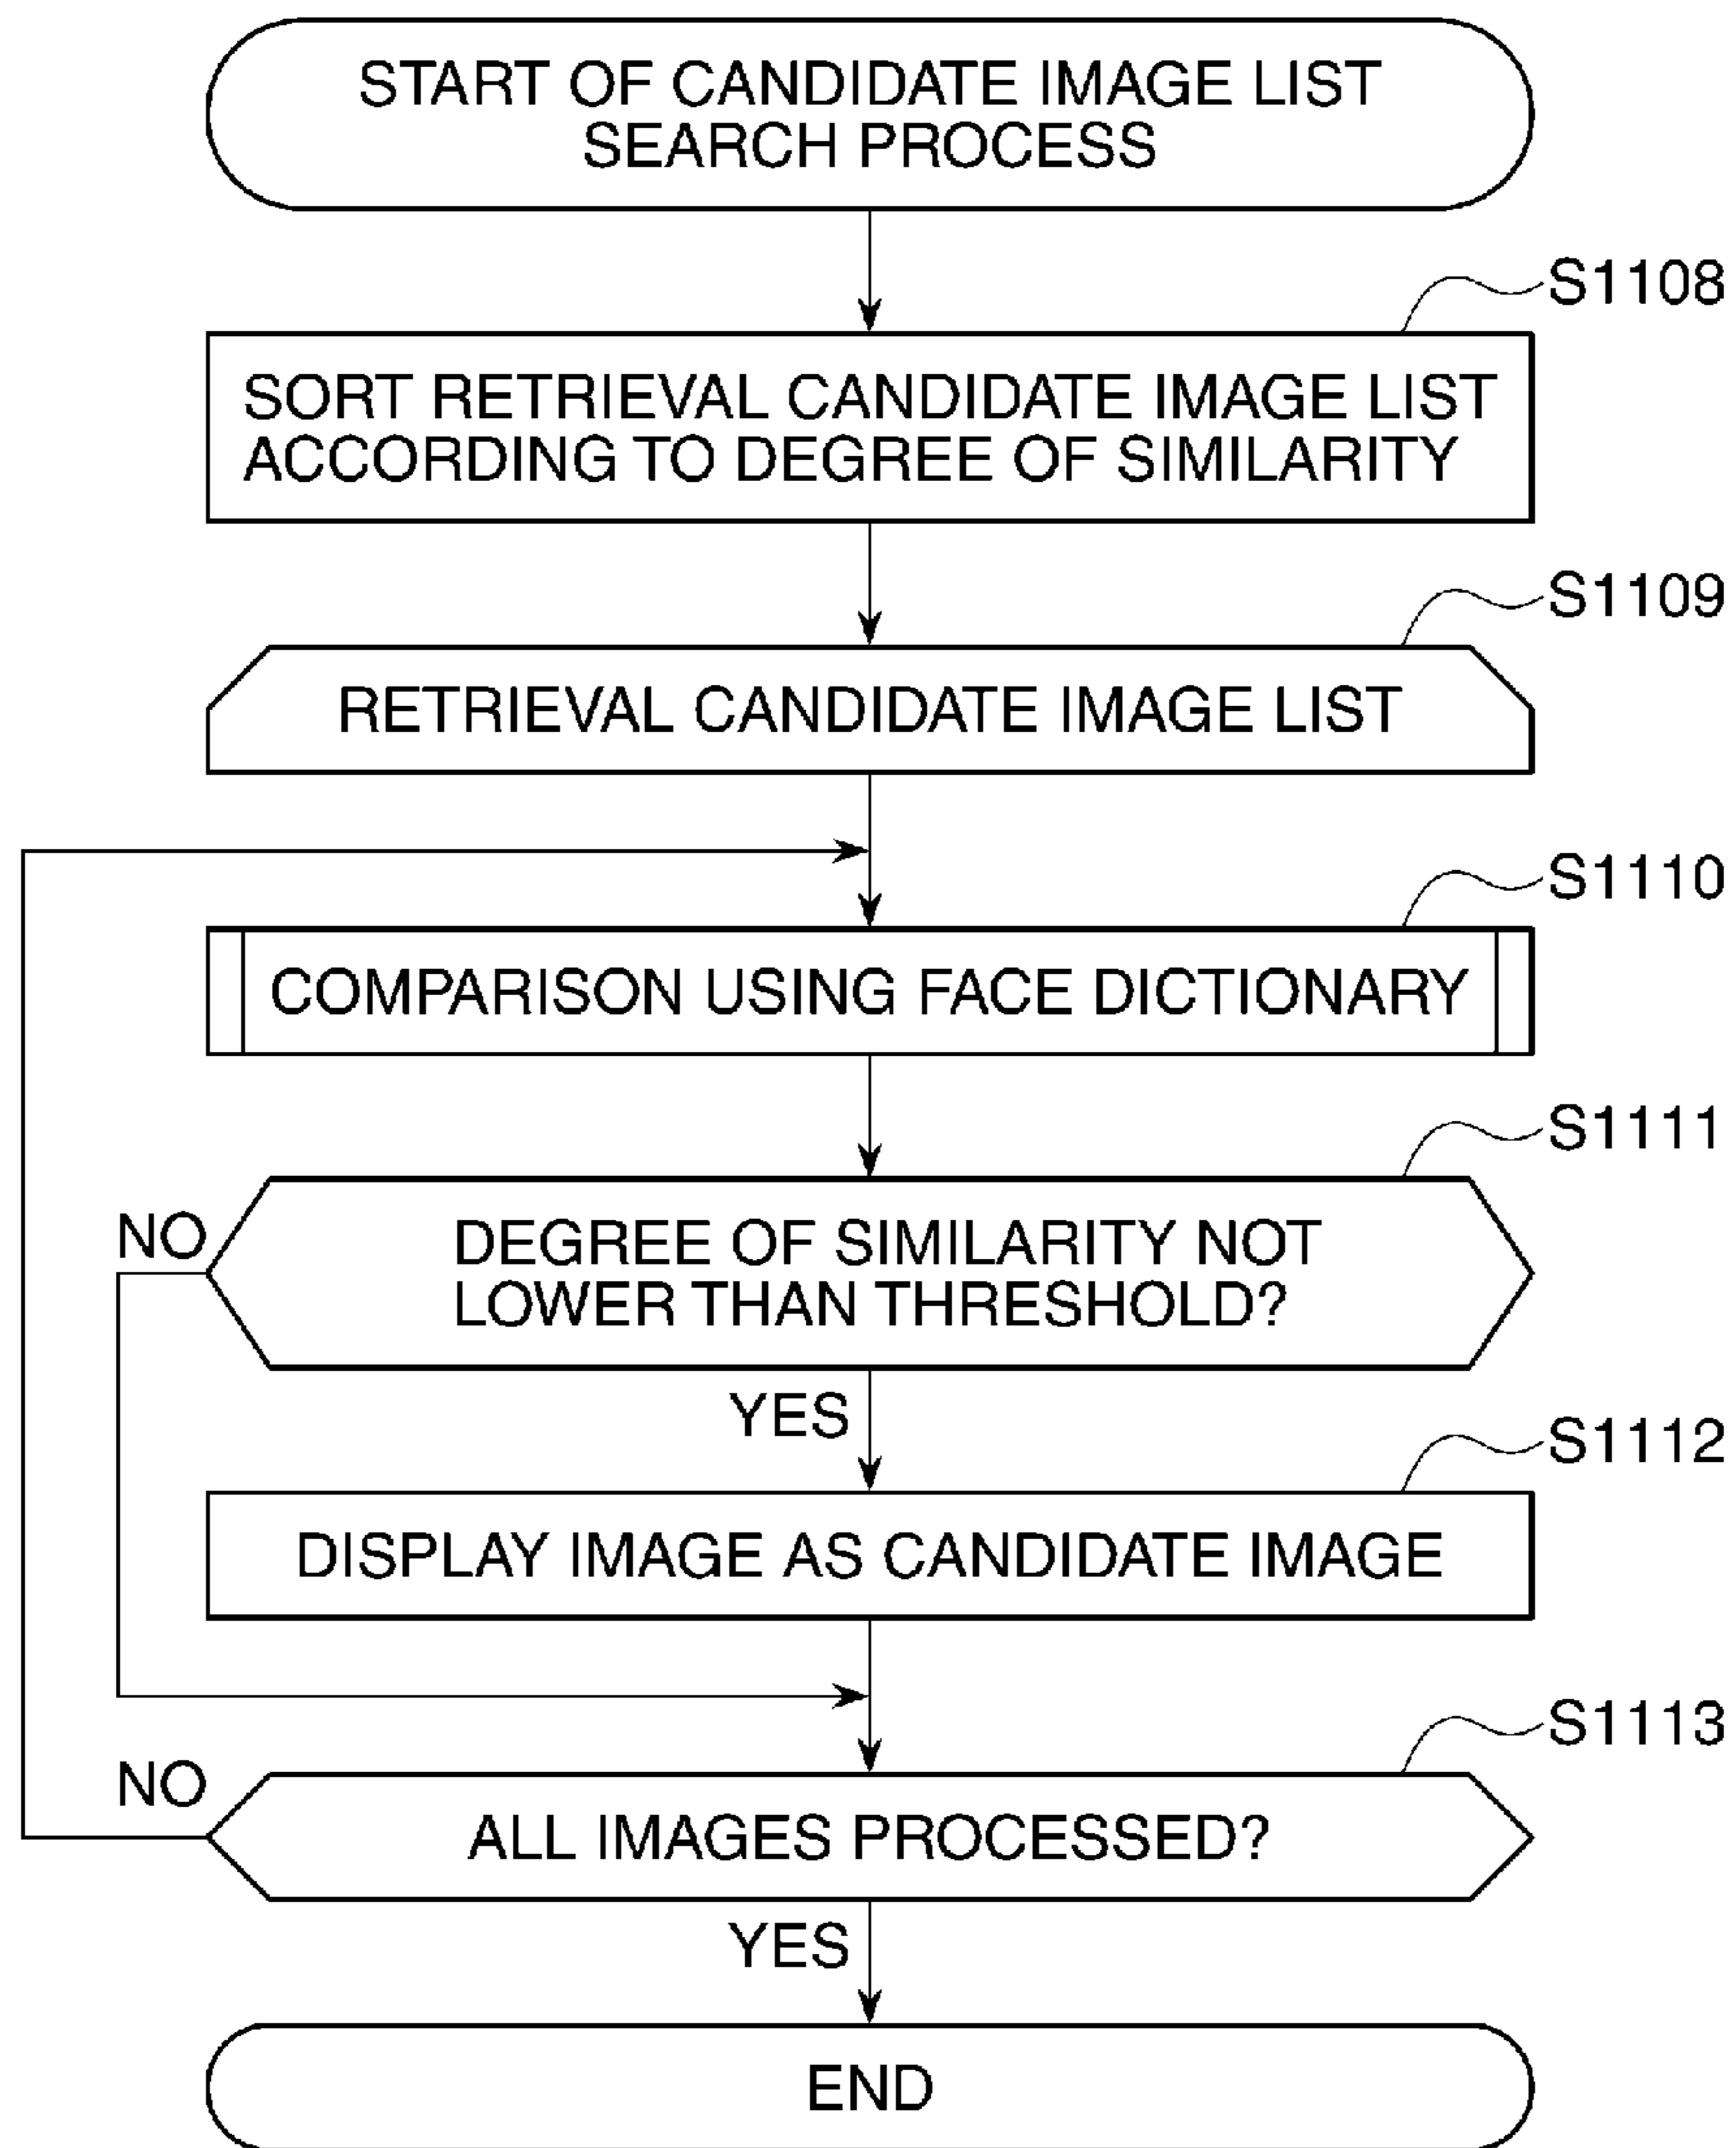 START OF CANDIDATE IMAGE LIST
SEARCH PROCESS
S1108
SORT RETRIEVAL CANDIDATE IMAGE LIST
ACCORDING TO DEGREE OF SIMILARITY
S1109
RETRIEVAL CANDIDATE IMAGE LIST
S1110
COMPARISON USING FACE DICTIONARY
S1111
NO
DEGREE OF SIMILARITY NOT
LOWER THAN THRESHOLD?
YES
S1112
DISPLAY IMAGE AS CANDIDATE IMAGE
S1113
NO
ALL IMAGES PROCESSED?
YES
END